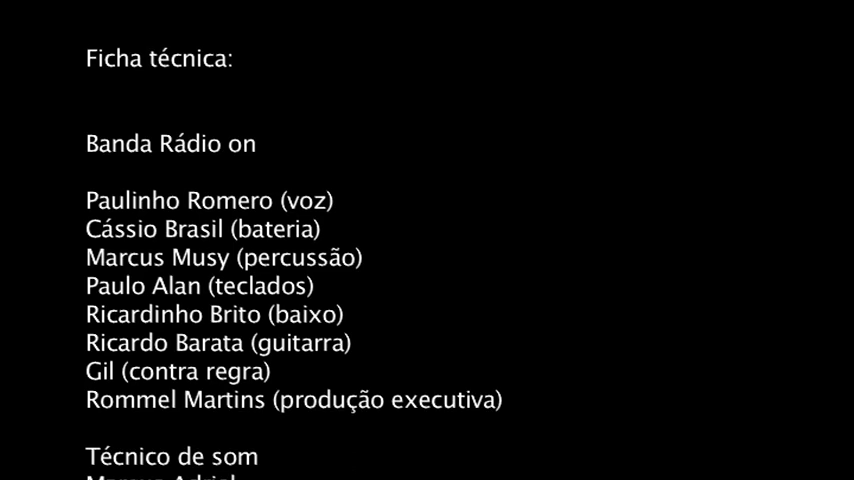 Ficha técnica:
Banda Rádio on
Paulinho Romero (voz)
Cássio Brasil (bateria)
Marcus Musy (percussão)
Paulo Alan (teclados)
Ricardinho Brito (baixo)
Ricardo Barata (guitarra)
Gil (contra regra)
Rommel Martins (produção executiva)
Técnico de som